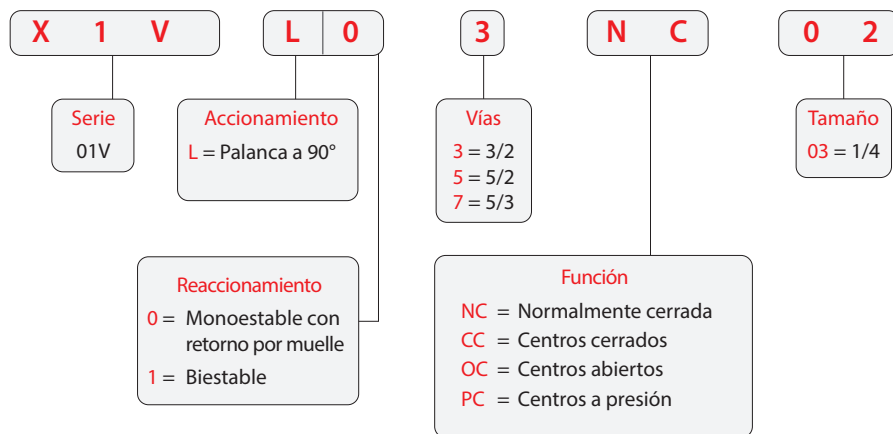 X 1 V L 0 3 N C 0 2
Serie
01V
Accionamiento
L = Palanca a 90°
Vías
3 = 3/2
5 = 5/2
7 = 5/3
Tamaño
03 = 1/4
Reaccionamiento
0 = Monoestable con
retorno por muelle
1 = Biestable
Función
NC = Normalmente cerrada
CC = Centros cerrados
OC = Centros abiertos
PC = Centros a presión